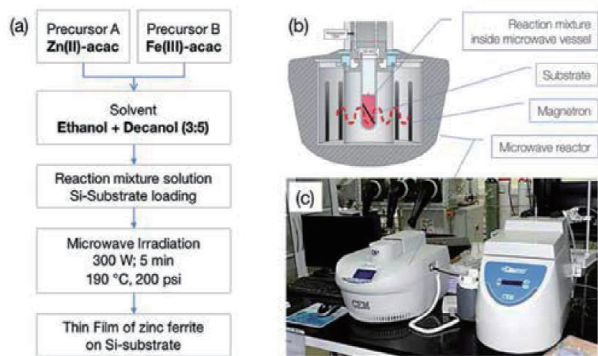 (a)
Precursor A
Zn(II)-acac
Precursor B
Fe(III)-acac
Solvent
Ethanol + Decanol (3:5)
Reaction mixture solution
Si-Substrate loading
Microwave Irradiation
300 W; 5 min
190 °C, 200 psi
Thin Film of zinc ferrite
on Si-substrate
(b)
Reaction mixture
inside microwave vessel
Substrate
Magnetron
Microwave reactor
(c)
CEM
CEM